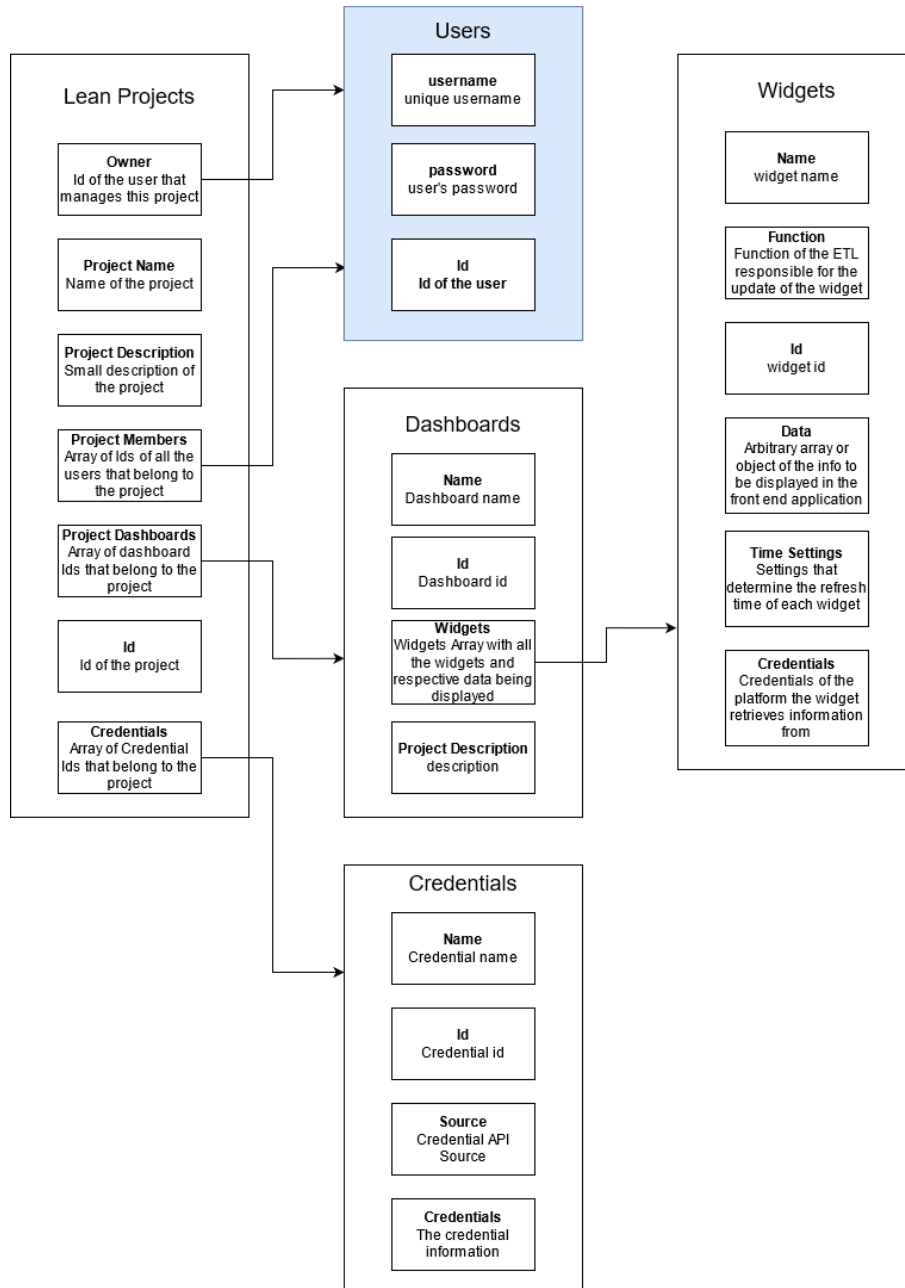 Lean Projects
Owner
Id of the user that
manages this project
Project Name
Name of the project
Project Description
Small description of
the project
Project Members
Array of Ids of all the
users that belong to
the project
Project Dashboards
Array of dashboard
Ids that belong to the
project
Id
Id of the project
Credentials
Array of Credential
Ids that belong to the
project
Users
username
unique username
password
user's password
Id
Id of the user
Dashboards
Name
Dashboard name
Id
Dashboard id
Widgets
Widgets Array with all
the widgets and
respective data being
displayed
Project Description
description
Credentials
Name
Credential name
Id
Credential id
Source
Credential API
Source
Credentials
The credential
information
Widgets
Name
widget name
Function
Function of the ETL
responsible for the
update of the widget
Id
widget id
Data
Arbitrary array or
object of the info to
be displayed in the
front end application
Time Settings
Settings that
determine the refresh
time of each widget
Credentials
Credentials of the
platform the widget
retrieves information
from